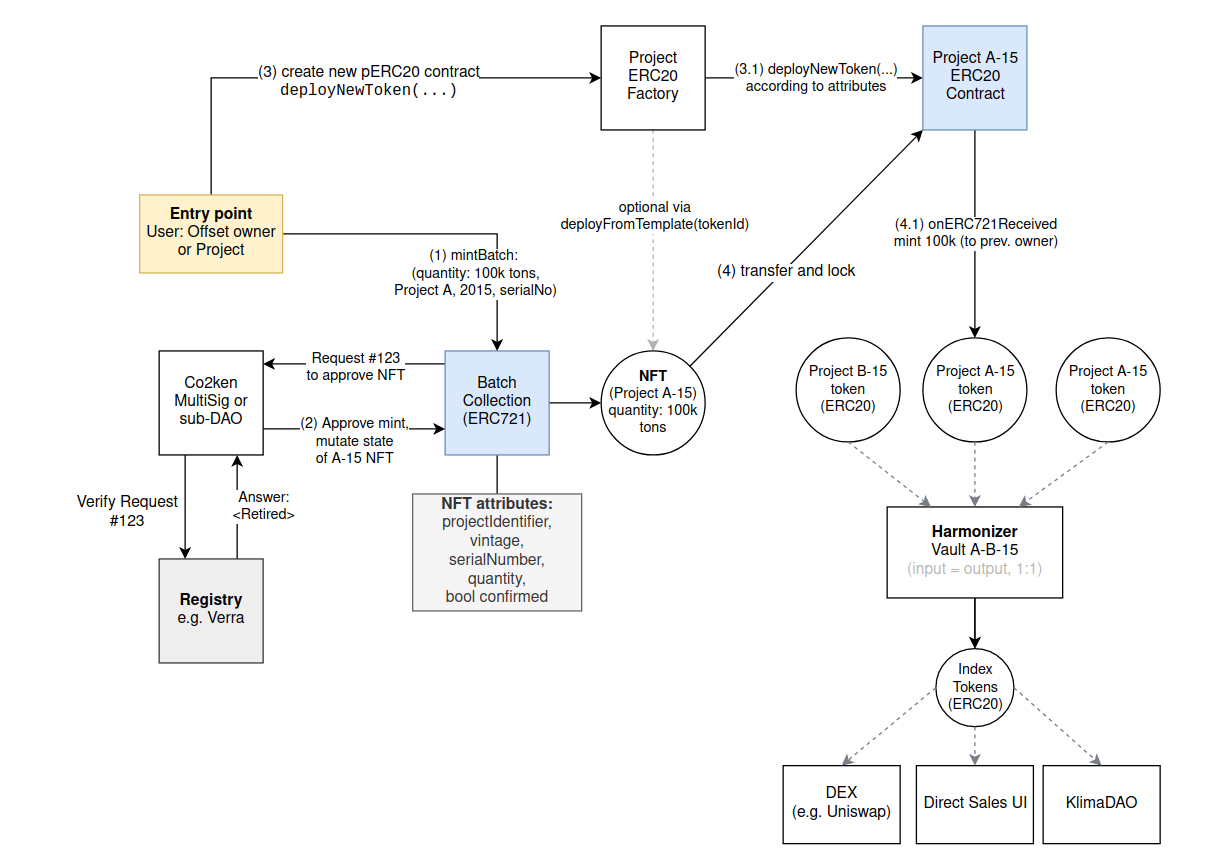 Project
ERC20
Factory
Project A-15
ERC20
Contract
(3) create new pERC20 contract
deployNewToken(...)
(3.1) deployNewToken(...)
according to attributes
Entry point
User: Offset owner
or Project
optional via
deployFromTemplate(tokenId)
(4.1) onERC721Received
mint 100k (to prev. owner)
(1) mintBatch:
(quantity: 100k tons,
Project A, 2015, serialNo)
(4) transfer and lock
Co2ken
MultiSig or
sub-DAO
Request #123
to approve NFT
(2) Approve mint,
mutate state
of A-15 NFT
Batch
Collection
(ERC721)
NFT
(Project A-15)
quantity: 100k
tons
Project B-15
token
(ERC20)
Project A-15
token
(ERC20)
Project A-15
token
(ERC20)
Verify Request
#123
Answer:
<Retired>
NFT attributes:
projectIdentifier,
vintage,
serialNumber,
quantity,
bool confirmed
Harmonizer
Vault A-B-15
(input = output, 1:1)
Registry
e.g. Verra
Index
Tokens
(ERC20)
DEX
(e.g. Uniswap)
Direct Sales UI
KlimaDAO